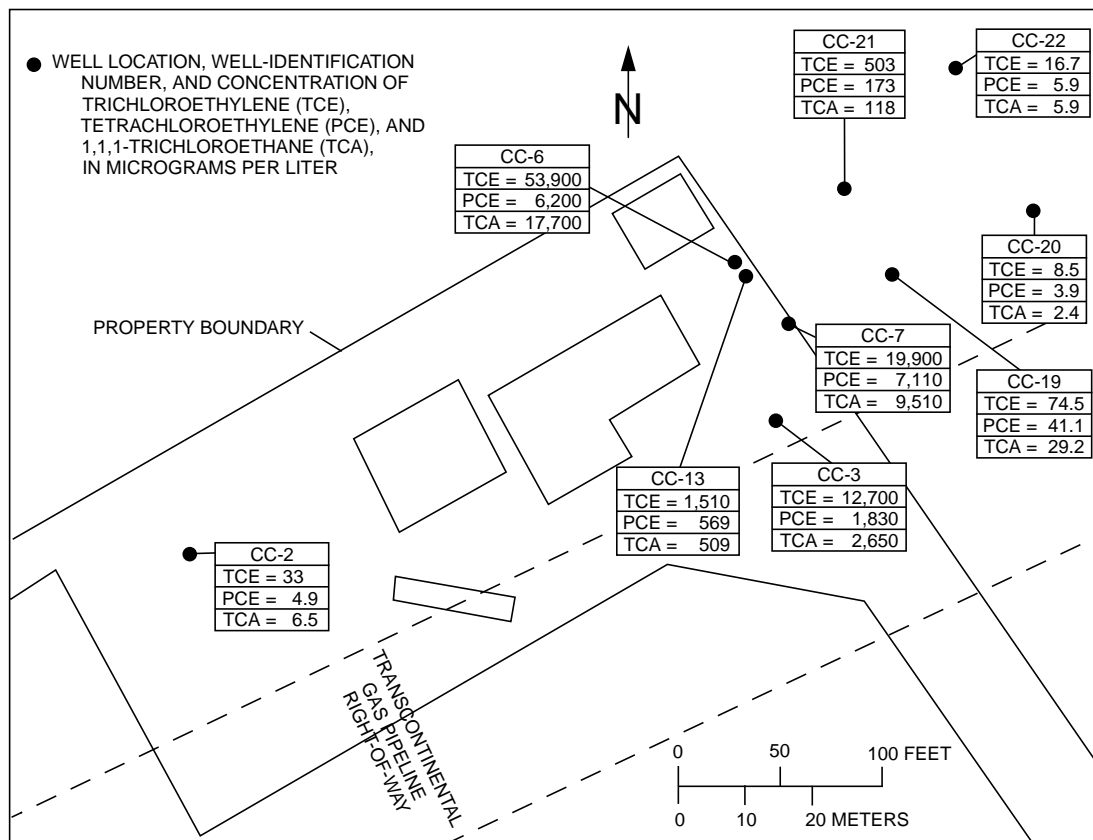 WELL LOCATION, WELL-IDENTIFICATION
NUMBER, AND CONCENTRATION OF
TRICHLOROETHYLENE (TCE),
TETRACHLOROETHYLENE (PCE), AND
1,1,1-TRICHLOROETHANE (TCA),
IN MICROGRAMS PER LITER
N
CC-21
TCE = 503
PCE = 173
TCA = 118
CC-22
TCE = 16.7
PCE = 5.9
TCA = 5.9
CC-6
TCE = 53,900
PCE = 6,200
TCA = 17,700
CC-20
TCE = 8.5
PCE = 3.9
TCA = 2.4
PROPERTY BOUNDARY
CC-7
TCE = 19,900
PCE = 7,110
TCA = 9,510
CC-19
TCE = 74.5
PCE = 41.1
TCA = 29.2
CC-13
TCE = 1,510
PCE = 569
TCA = 509
CC-3
TCE = 12,700
PCE = 1,830
TCA = 2,650
CC-2
TCE = 33
PCE = 4.9
TCA = 6.5
TRANSCONTINENTAL
GAS PIPELINE
RIGHT-OF-WAY
0 50 100 FEET
0 10 20 METERS